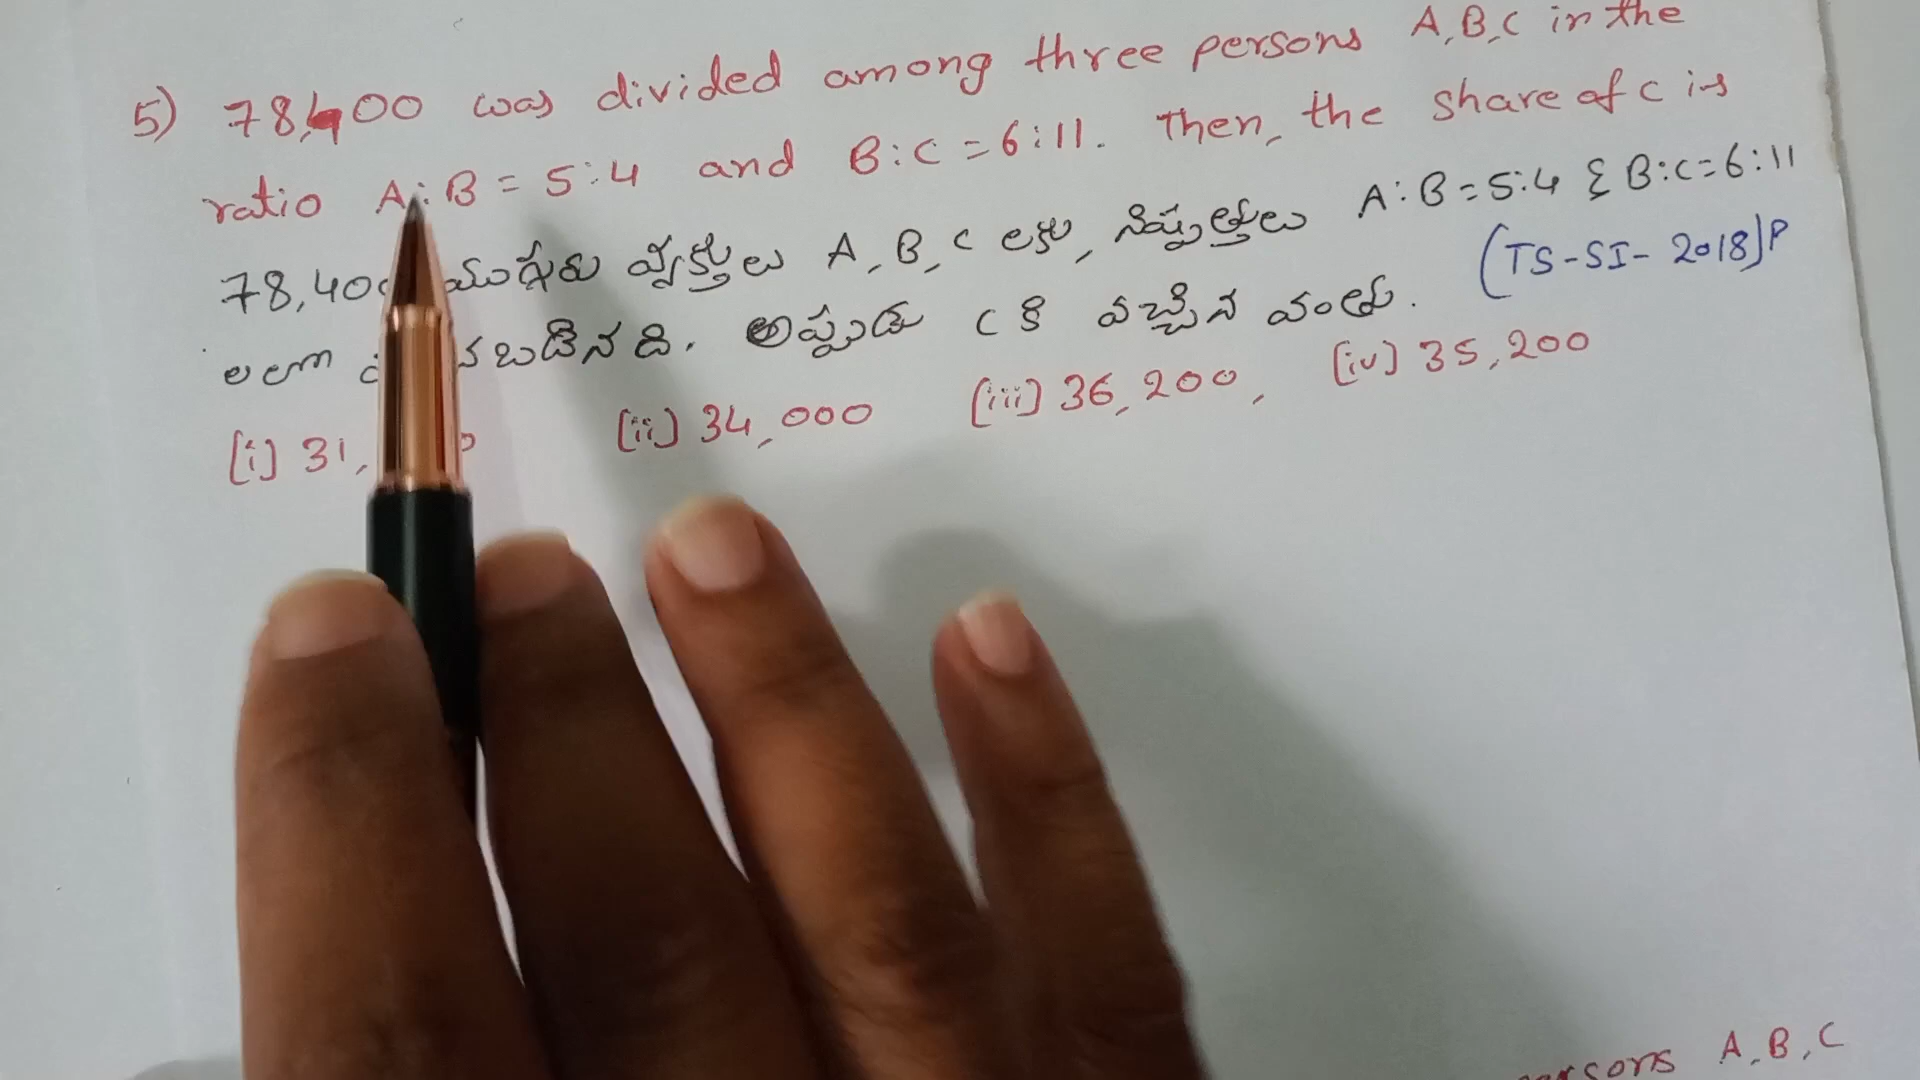 5) 78,400 was divided among three persons A,B,C in the
ratio A:B = 5:4 and B:C = 6:11. Then, the share of C is
78,400 ముగ్గురు వ్యక్తులు A, B, C లకు, నిష్పత్తులు A:B=5:4 & B:C=6:11
లలా అప్పుడు C కి వచ్చిన వంతు. (TS-SI-2018)P
(i) 31, (ii) 34,000 (iii) 36,200, (iv) 35,200
persons A,B,C